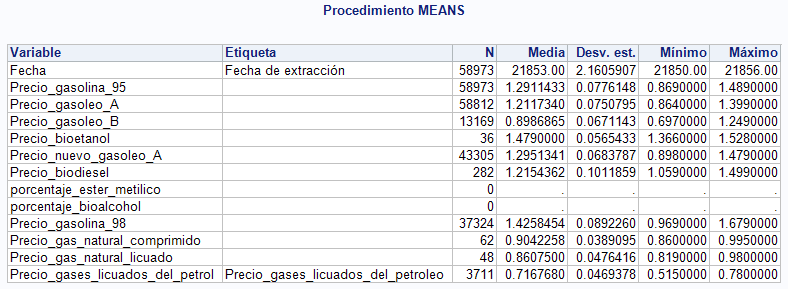 Procedimiento MEANS
Variable Etiqueta N Media Desv. est. Mínimo Máximo
Fecha Fecha de extracción 58973 21853.00 2.1605907 21850.00 21856.00
Precio_gasolina_95 58973 1.2911433 0.0776148 0.8690000 1.4890000
Precio_gasoleo_A 58812 1.2117340 0.0750795 0.8640000 1.3990000
Precio_gasoleo_B 13169 0.8986865 0.0671143 0.6970000 1.2490000
Precio_bioetanol 36 1.4790000 0.0565433 1.3660000 1.5280000
Precio_nuevo_gasoleo_A 43305 1.2951341 0.0683787 0.8980000 1.4790000
Precio_biodiesel 282 1.2154362 0.1011859 1.0590000 1.4990000
porcentaje_ester_metilico 0 . . . .
porcentaje_bioalcohol 0 . . . .
Precio_gasolina_98 37324 1.4258454 0.0892260 0.9690000 1.6790000
Precio_gas_natural_comprimido 62 0.9042258 0.0389095 0.8600000 0.9950000
Precio_gas_natural_licuado 48 0.8607500 0.0476416 0.8190000 0.9800000
Precio_gases_licuados_del_petrol Precio_gases_licuados_del_petroleo 3711 0.7167680 0.0469378 0.5150000 0.7800000